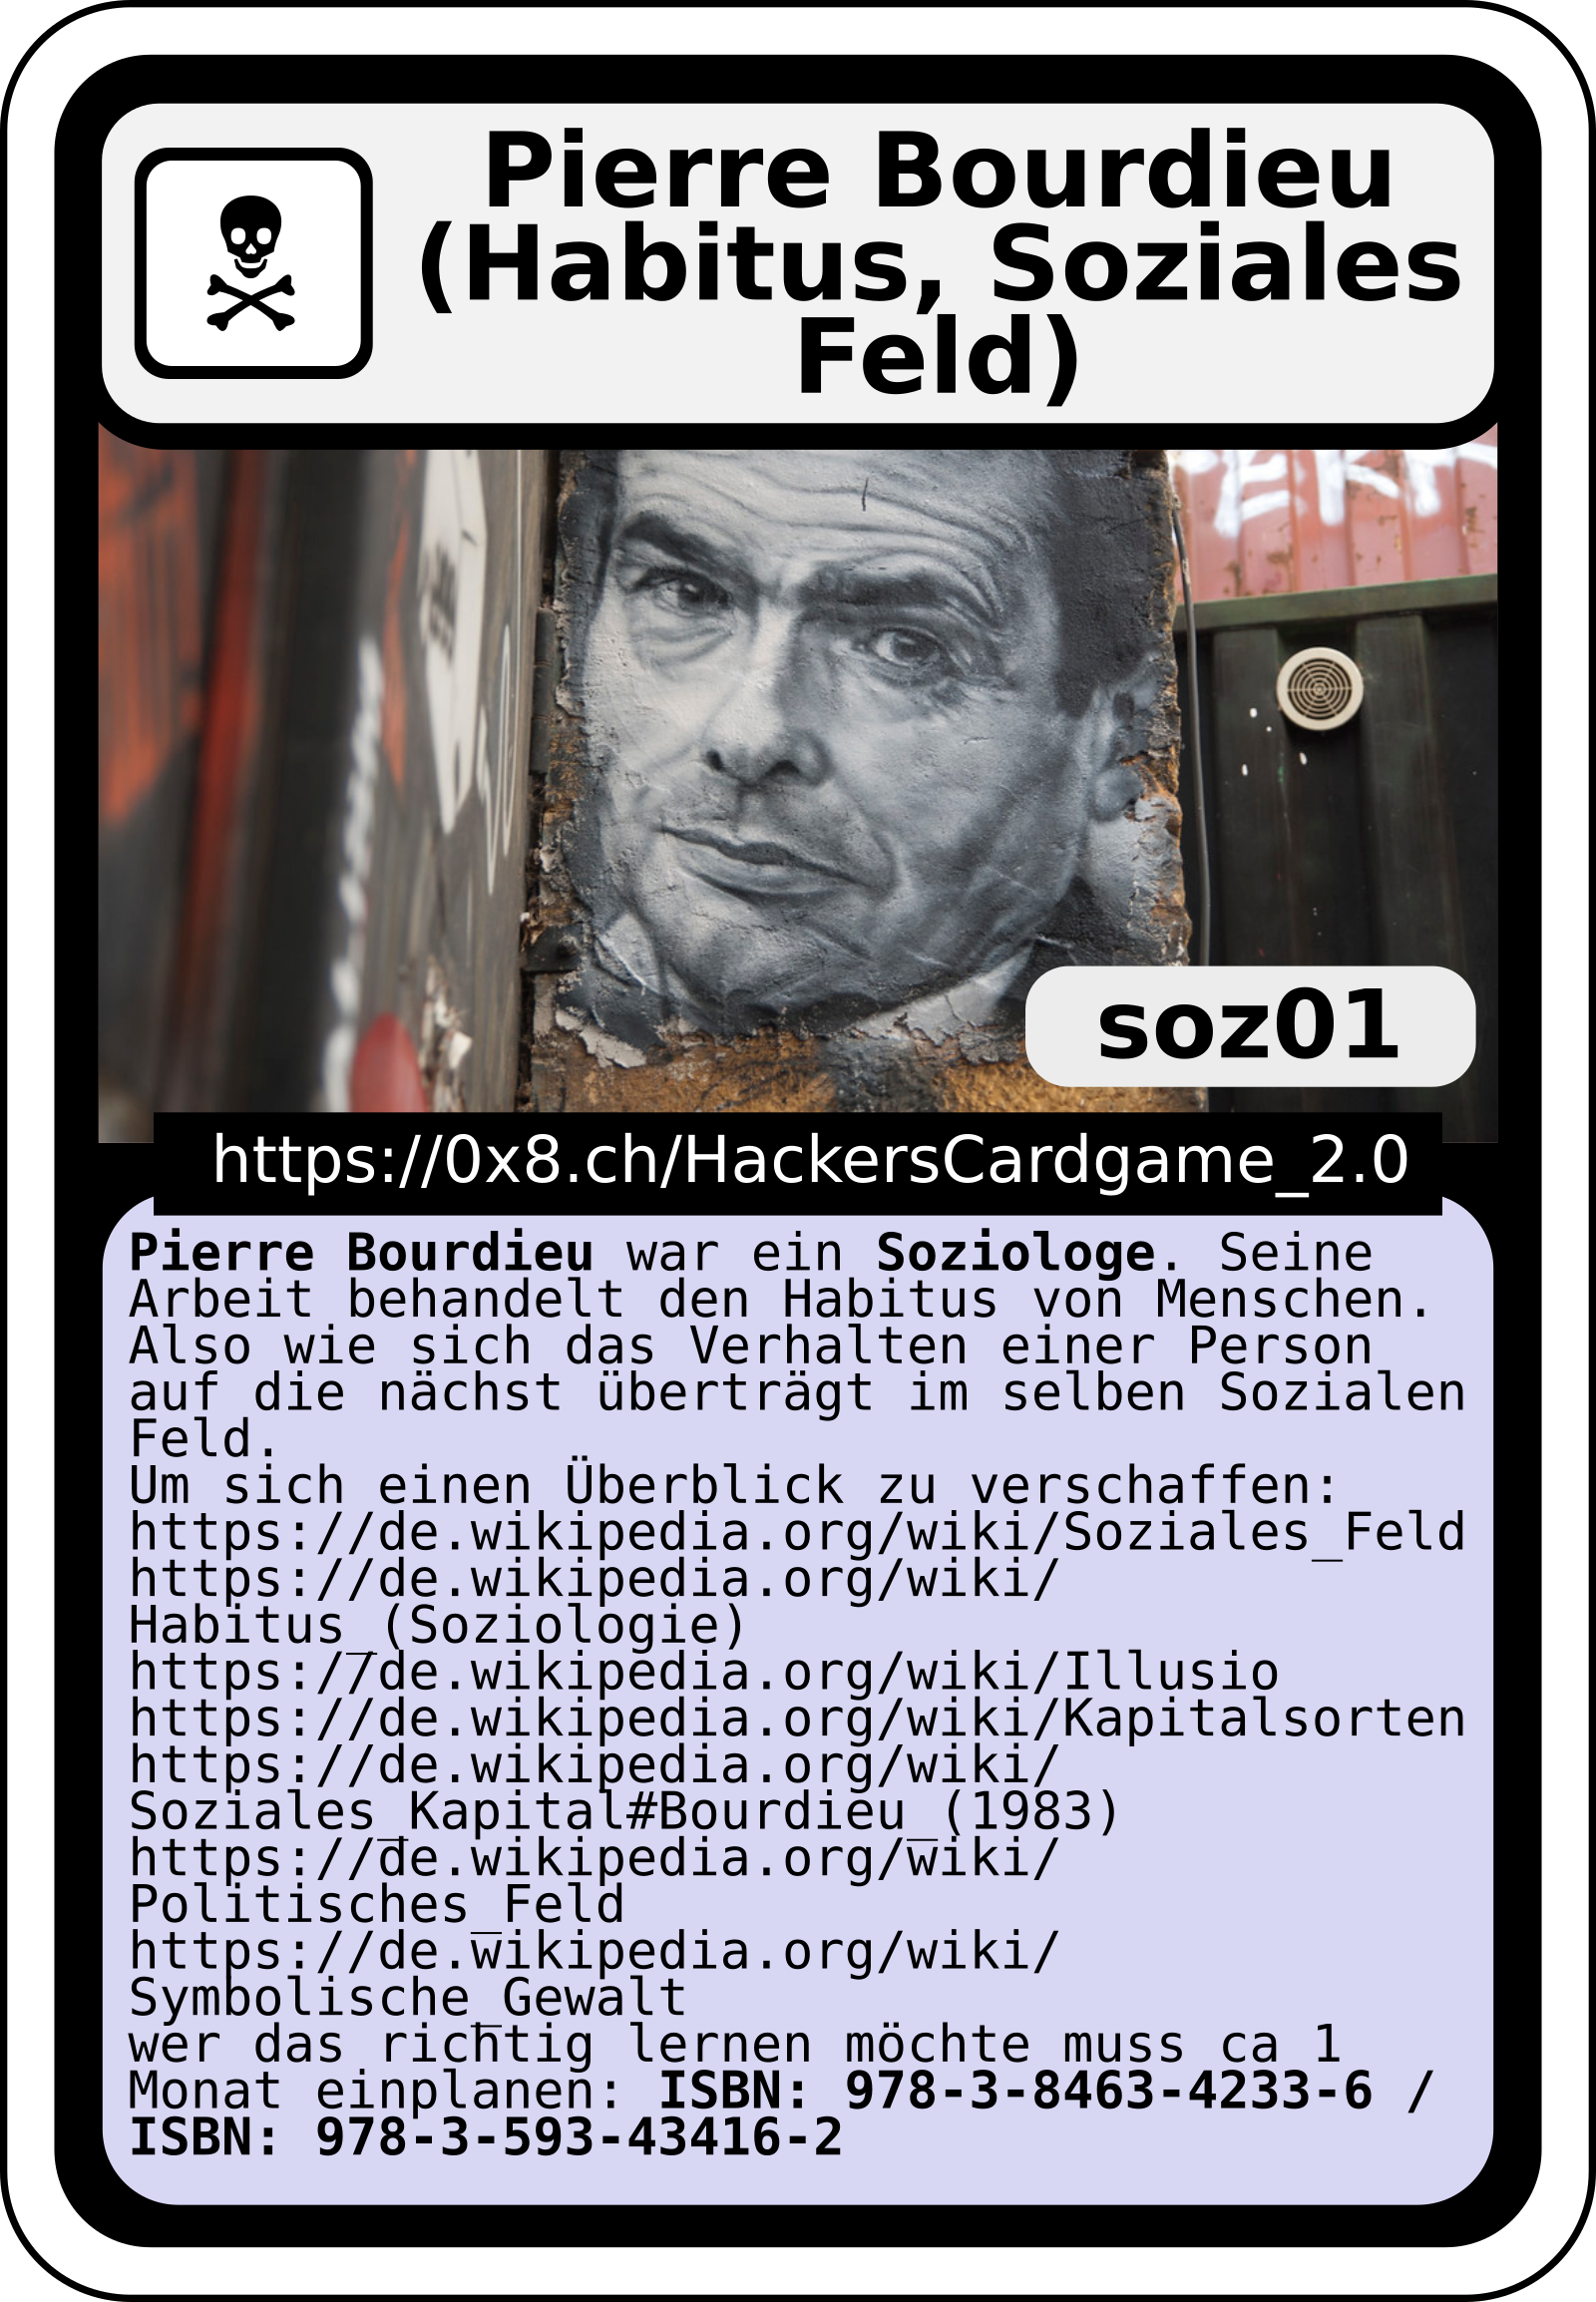 Pierre Bourdieu
(Habitus, Soziales
Feld)
soz01
https://0x8.ch/HackersCardgame_2.0
Pierre Bourdieu war ein Soziologe. Seine
Arbeit behandelt den Habitus von Menschen.
Also wie sich das Verhalten einer Person
auf die nächst überträgt im selben Sozialen
Feld.
Um sich einen Überblick zu verschaffen:
https://de.wikipedia.org/wiki/Soziales_Feld
https://de.wikipedia.org/wiki/
Habitus_(Soziologie)
https://de.wikipedia.org/wiki/Illusio
https://de.wikipedia.org/wiki/Kapitalsorten
https://de.wikipedia.org/wiki/
Soziales_Kapital#Bourdieu_(1983)
https://de.wikipedia.org/wiki/
Politisches_Feld
https://de.wikipedia.org/wiki/
Symbolische_Gewalt
wer das richtig lernen möchte muss ca 1
Monat einplanen: ISBN: 978-3-8463-4233-6 /
ISBN: 978-3-593-43416-2